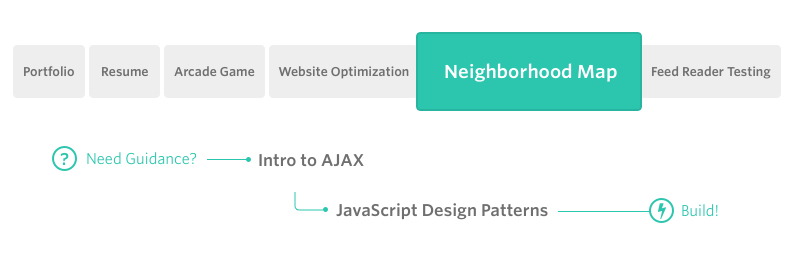 Portfolio Resume Arcade Game Website Optimization Neighborhood Map Feed Reader Testing
? Need Guidance? Intro to AJAX
JavaScript Design Patterns Build!